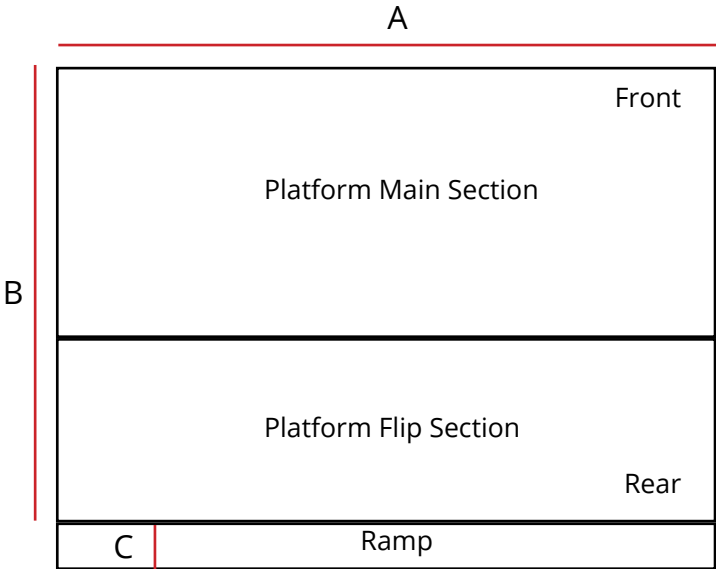 A
Front
Platform Main Section
B
Platform Flip Section
Rear
C
Ramp